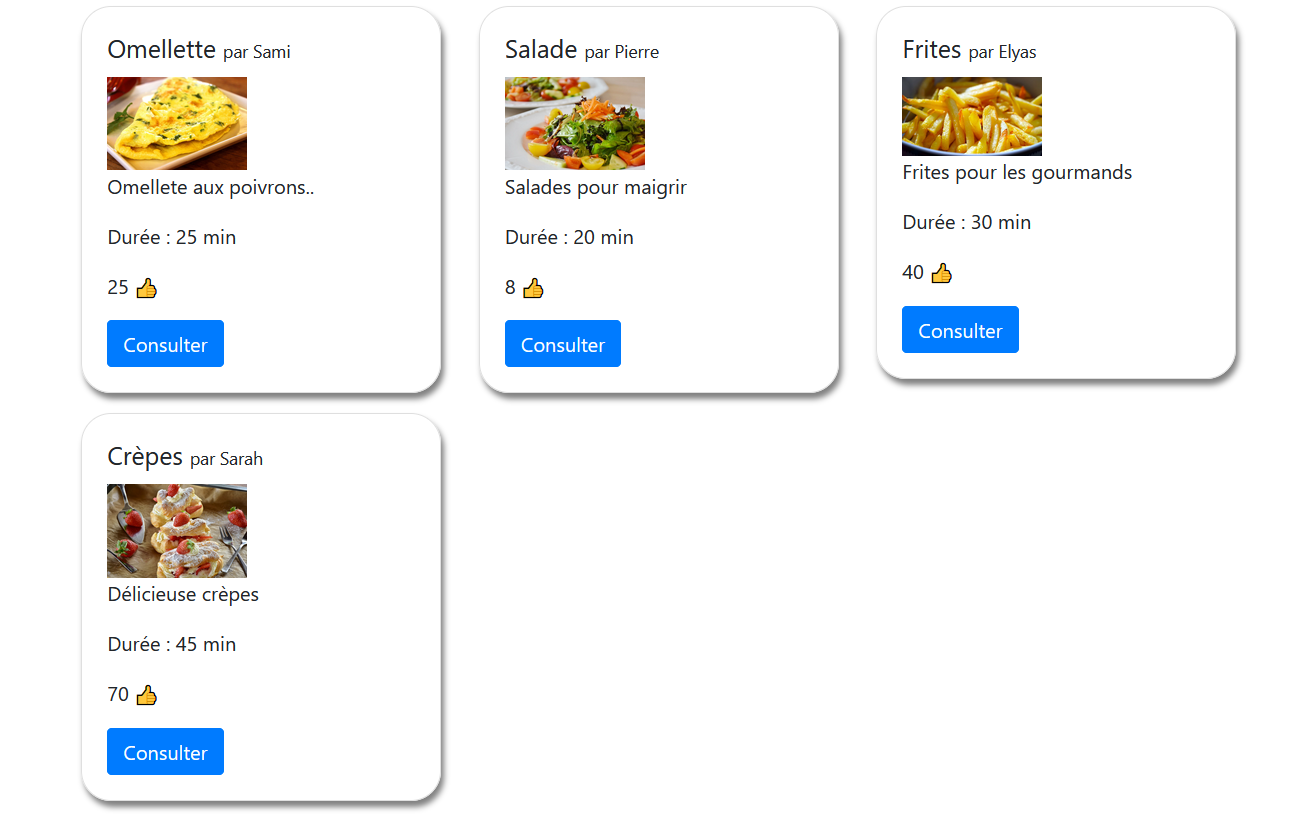 Omellette par Sami
Omellete aux poivrons..
Durée : 25 min
25 👍
Consulter
Salade par Pierre
Salades pour maigrir
Durée : 20 min
8 👍
Consulter
Frites par Elyas
Frites pour les gourmands
Durée : 30 min
40 👍
Consulter
Crèpes par Sarah
Délicieuse crèpes
Durée : 45 min
70 👍
Consulter